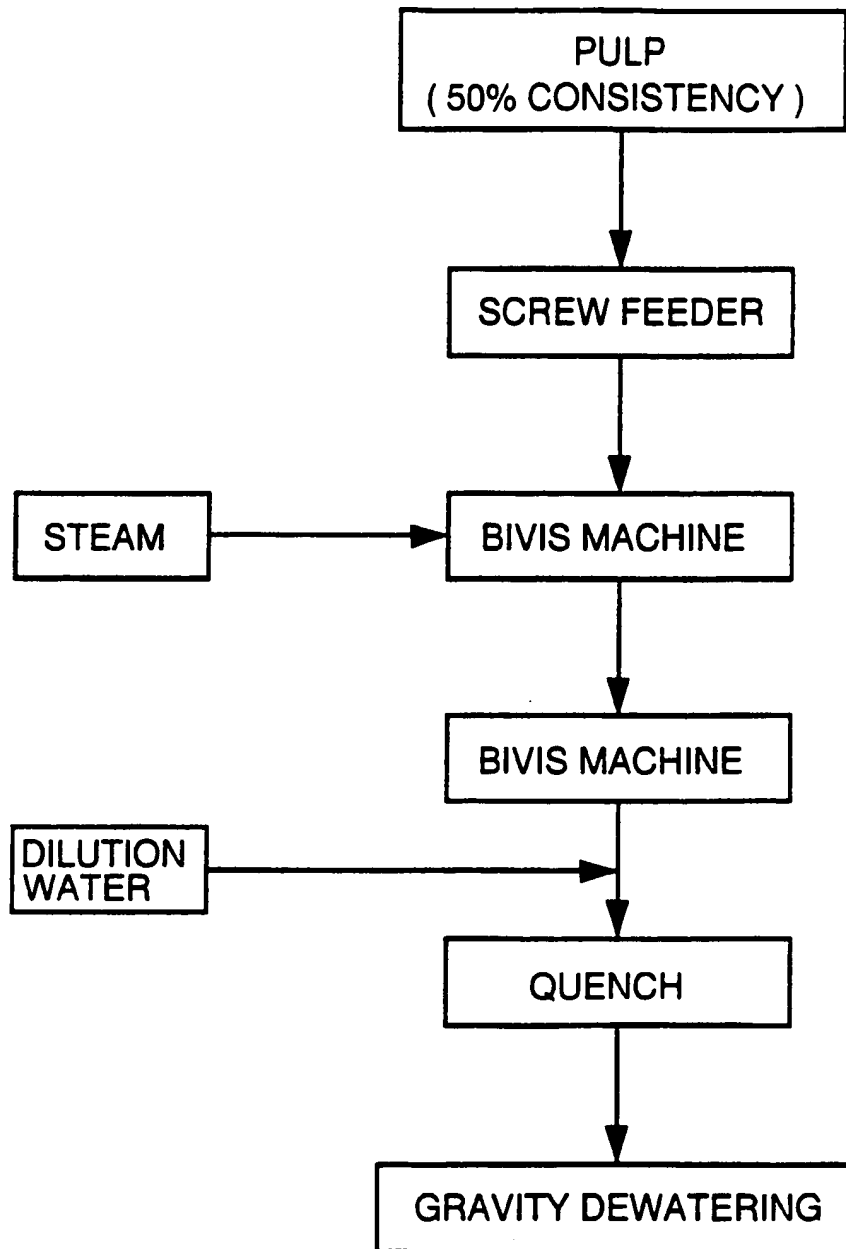 PULP
( 50% CONSISTENCY )
SCREW FEEDER
STEAM
BIVIS MACHINE
BIVIS MACHINE
DILUTION
WATER
QUENCH
GRAVITY DEWATERING